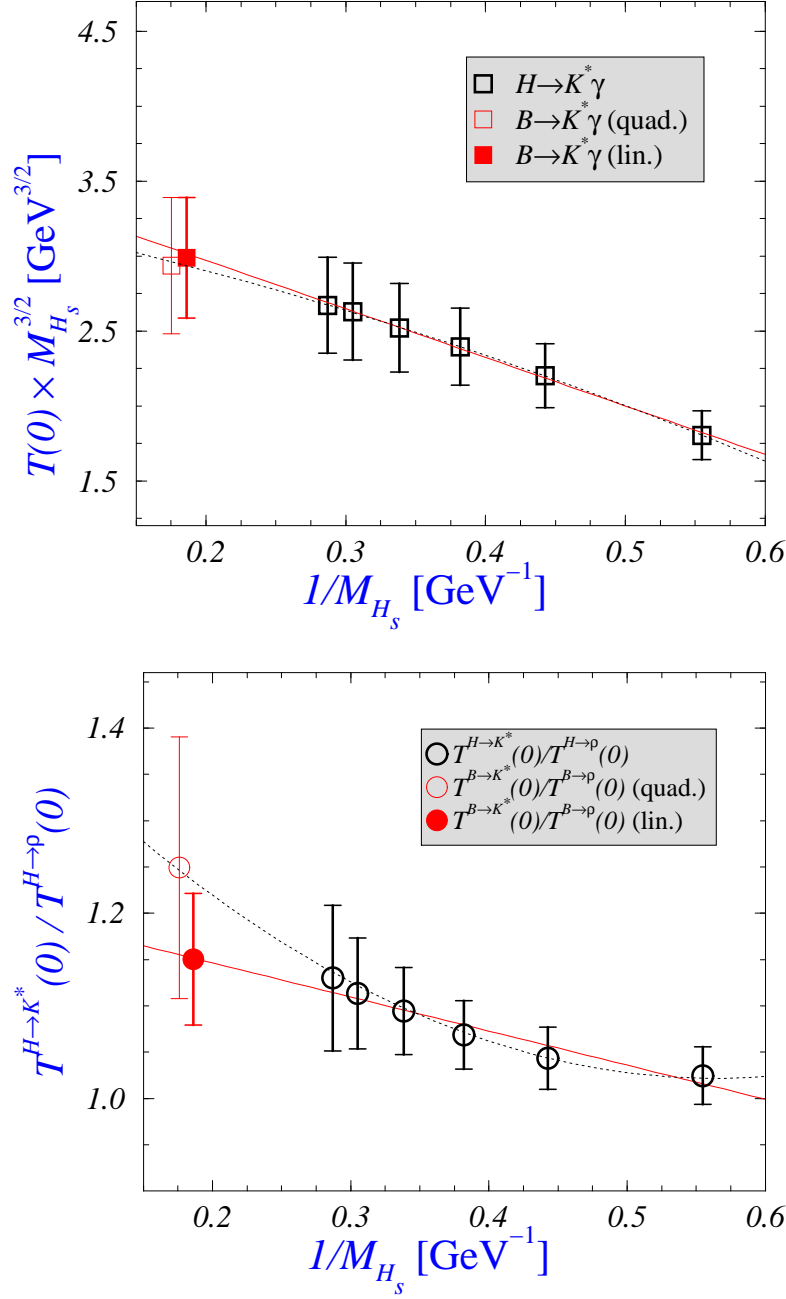 4.5
3.5
2.5
1.5
T(0) × M_{H_s}^{3/2} [GeV^{3/2}]
H→K^*γ
B→K^*γ (quad.)
B→K^*γ (lin.)
0.2 0.3 0.4 0.5 0.6
1/M_{H_s} [GeV^{−1}]
1.4
1.2
1.0
T^{H→K^*}(0) / T^{H→ρ}(0)
T^{H→K^*}(0)/T^{H→ρ}(0)
T^{B→K^*}(0)/T^{B→ρ}(0) (quad.)
T^{B→K^*}(0)/T^{B→ρ}(0) (lin.)
0.2 0.3 0.4 0.5 0.6
1/M_{H_s} [GeV^{−1}]